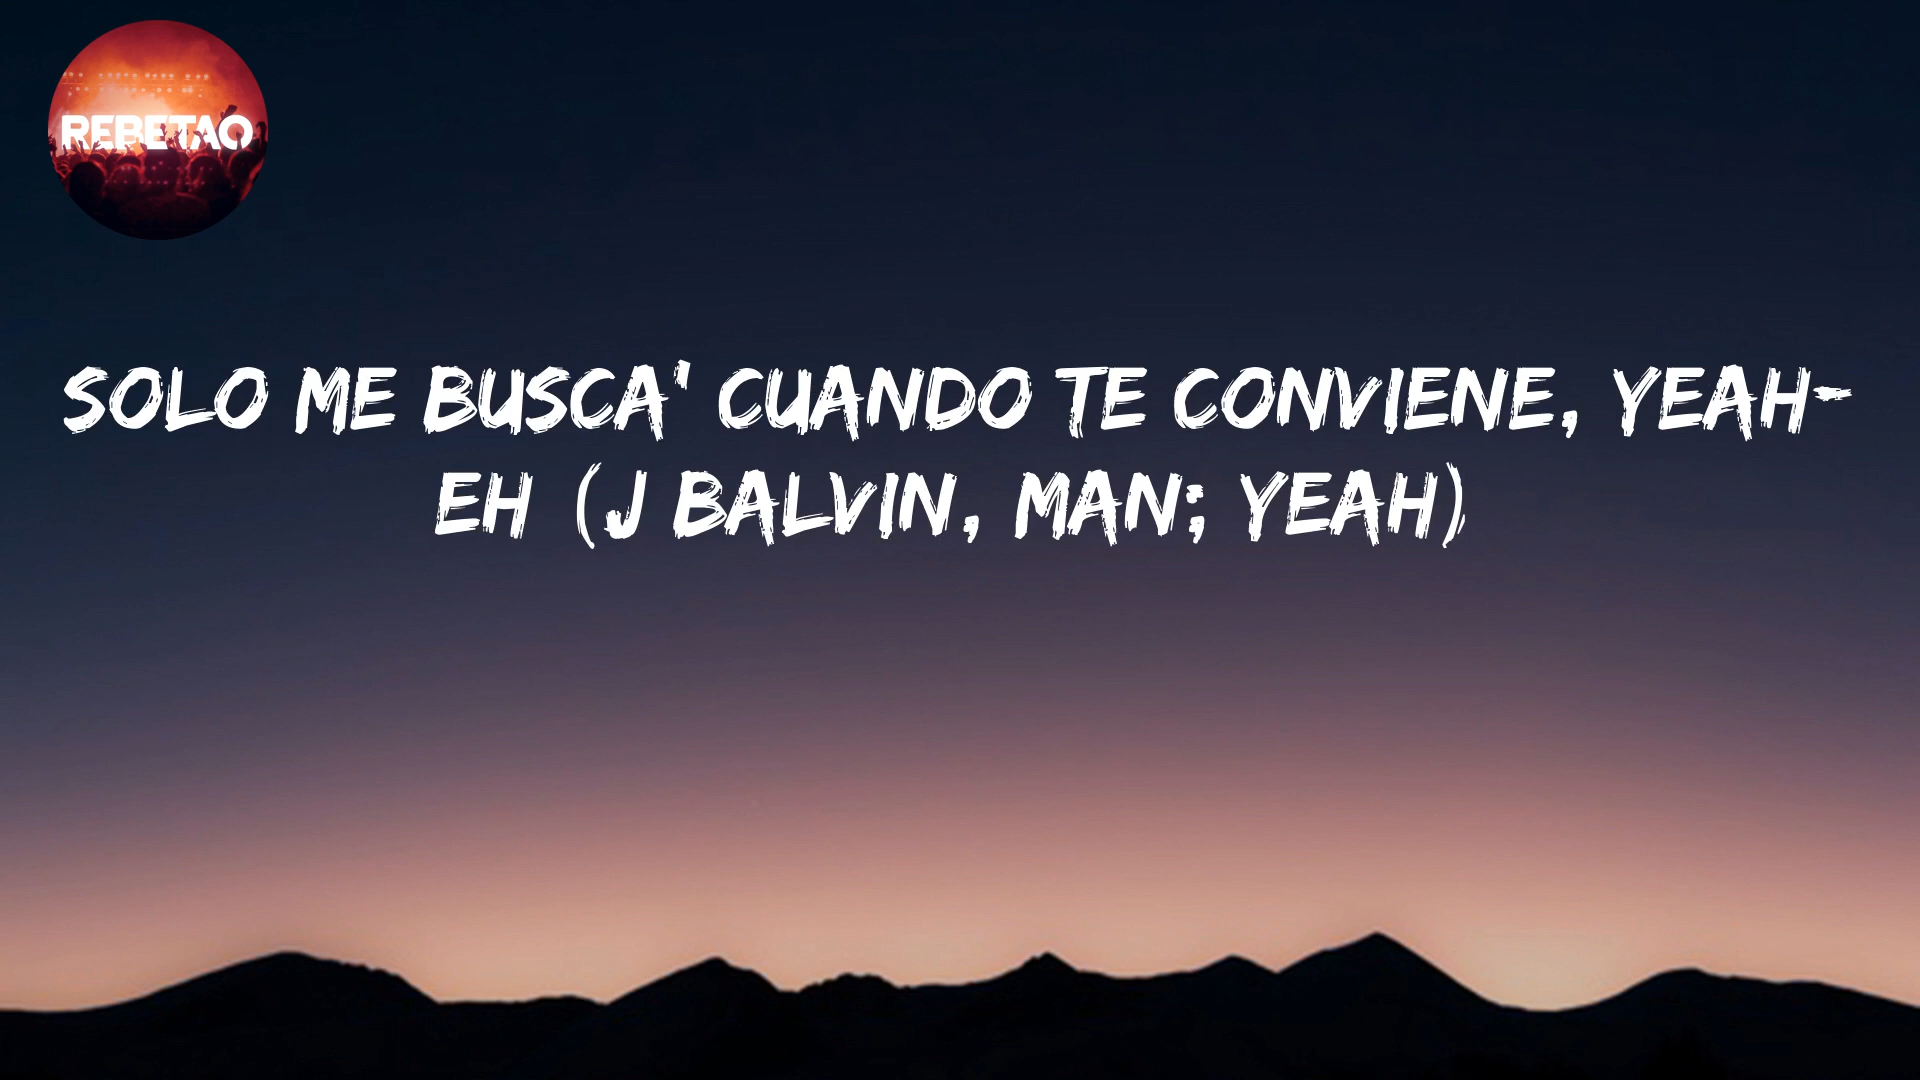 REBETAO
SOLO ME BUSCA' CUANDO TE CONVIENE, YEAH-
EH (J BALVIN, MAN; YEAH)